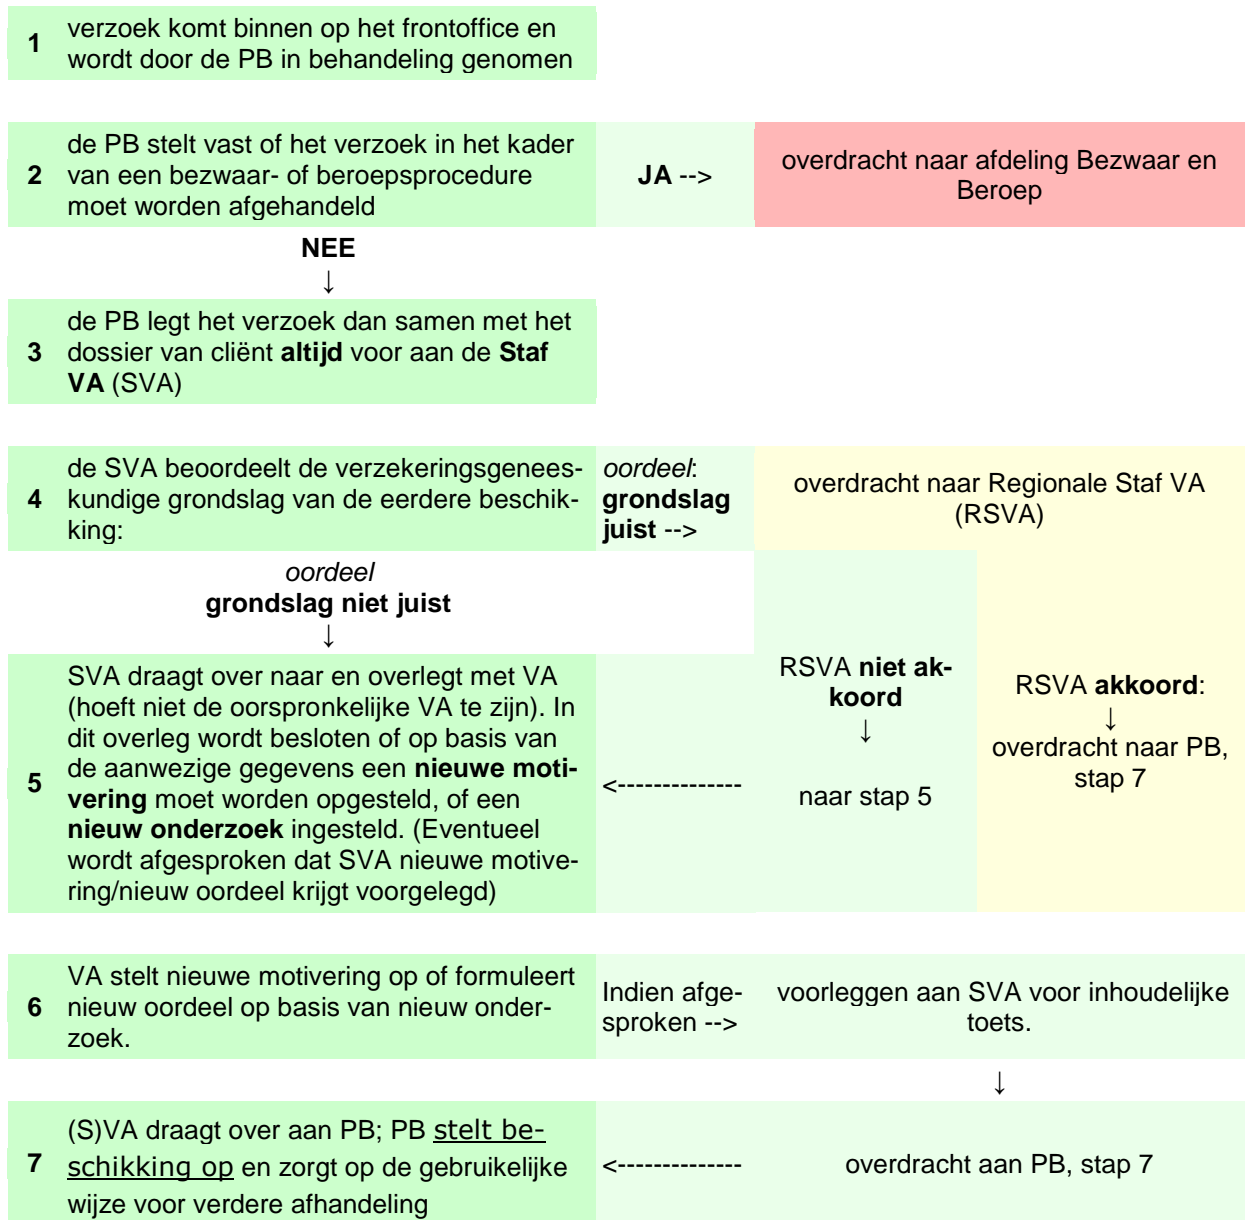 1
verzoek komt binnen op het frontoffice en
wordt door de PB in behandeling genomen
2
de PB stelt vast of het verzoek in het kader
van een bezwaar- of beroepsprocedure
moet worden afgehandeld
JA -->
overdracht naar afdeling Bezwaar en
Beroep
NEE
↓
3
de PB legt het verzoek dan samen met het
dossier van cliënt altijd voor aan de Staf
VA (SVA)
4
de SVA beoordeelt de verzekeringsgenees-
kundige grondslag van de eerdere beschik-
king:
oordeel:
grondslag
juist -->
overdracht naar Regionale Staf VA
(RSVA)
oordeel
grondslag niet juist
↓
5
SVA draagt over naar en overlegt met VA
(hoeft niet de oorspronkelijke VA te zijn). In
dit overleg wordt besloten of op basis van
de aanwezige gegevens een nieuwe moti-
vering moet worden opgesteld, of een
nieuw onderzoek ingesteld. (Eventueel
wordt afgesproken dat SVA nieuwe motive-
ring/nieuw oordeel krijgt voorgelegd)
<--------------
RSVA niet ak-
koord
↓
naar stap 5
RSVA akkoord:
↓
overdracht naar PB,
stap 7
6
VA stelt nieuwe motivering op of formuleert
nieuw oordeel op basis van nieuw onder-
zoek.
Indien afge-
sproken -->
voorleggen aan SVA voor inhoudelijke
toets.
↓
7
(S)VA draagt over aan PB; PB stelt be-
schikking op en zorgt op de gebruikelijke
wijze voor verdere afhandeling
<--------------
overdracht aan PB, stap 7